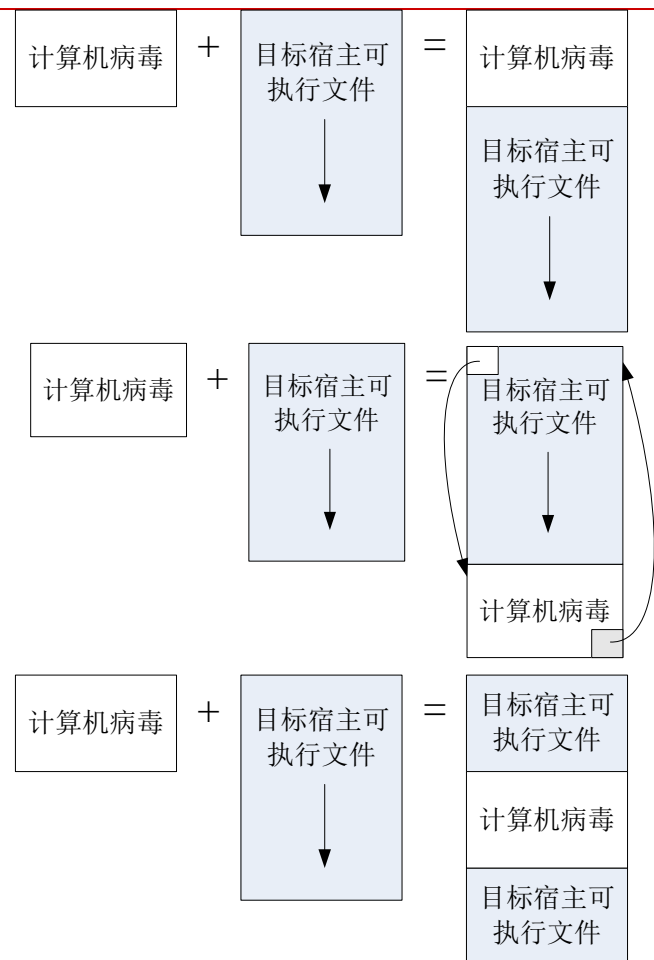 计算机病毒
+
目标宿主可
执行文件
=
计算机病毒
目标宿主可
执行文件
计算机病毒
+
目标宿主可
执行文件
=
目标宿主可
执行文件
计算机病毒
计算机病毒
+
目标宿主可
执行文件
=
目标宿主可
执行文件
计算机病毒
目标宿主可
执行文件